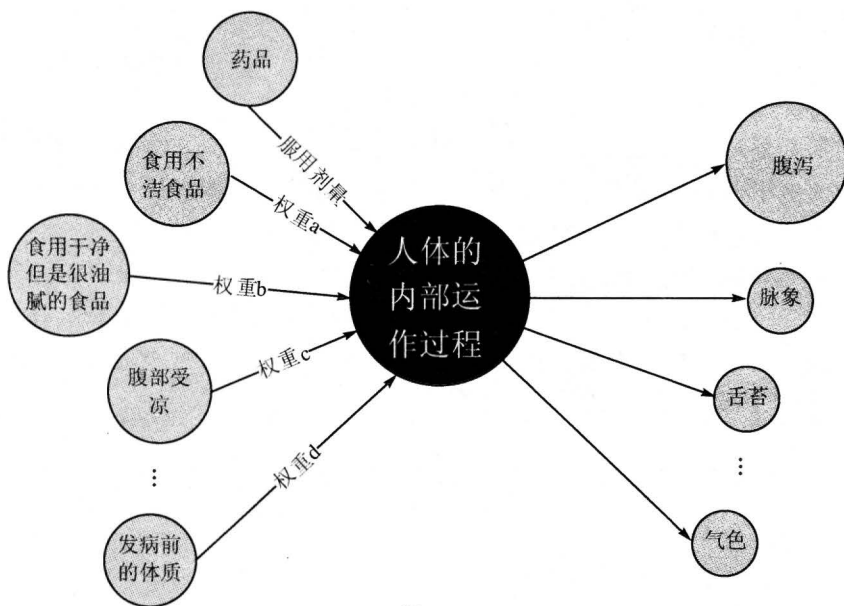 药品
服用剂量
食用不
洁食品
权重a
食用干净
但是很油
腻的食品
权重b
腹部受
凉
权重c
⋮
发病前
的体质
权重d
人体的
内部运
作过程
腹泻
脉象
舌苔
⋮
气色